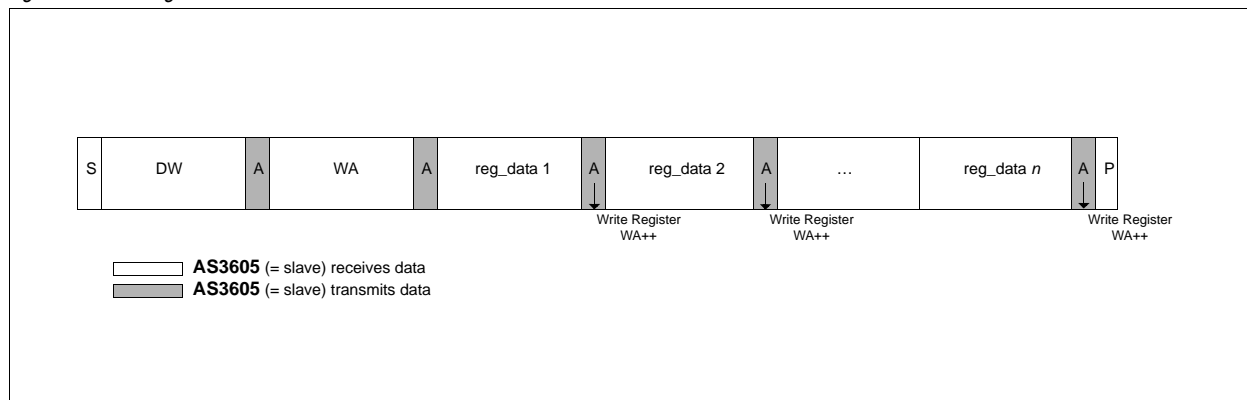 S DW A WA A reg_data 1 A reg_data 2 A … reg_data n A P
Write Register Write Register Write Register
WA++ WA++ WA++
AS3605 (= slave) receives data
AS3605 (= slave) transmits data